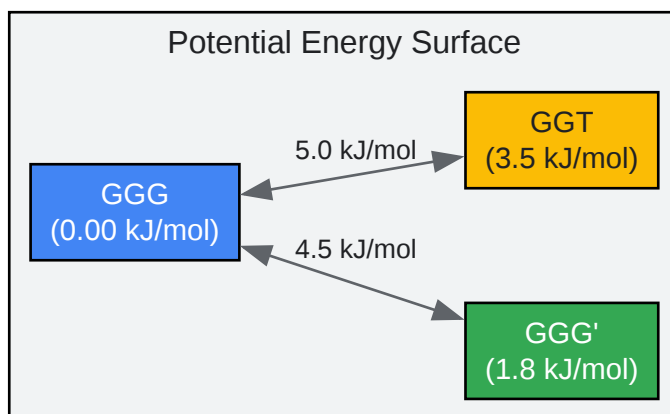 Potential Energy Surface
GGT
(3.5 kJ/mol)
5.0 kJ/mol
GGG
(0.00 kJ/mol)
4.5 kJ/mol
GGG'
(1.8 kJ/mol)